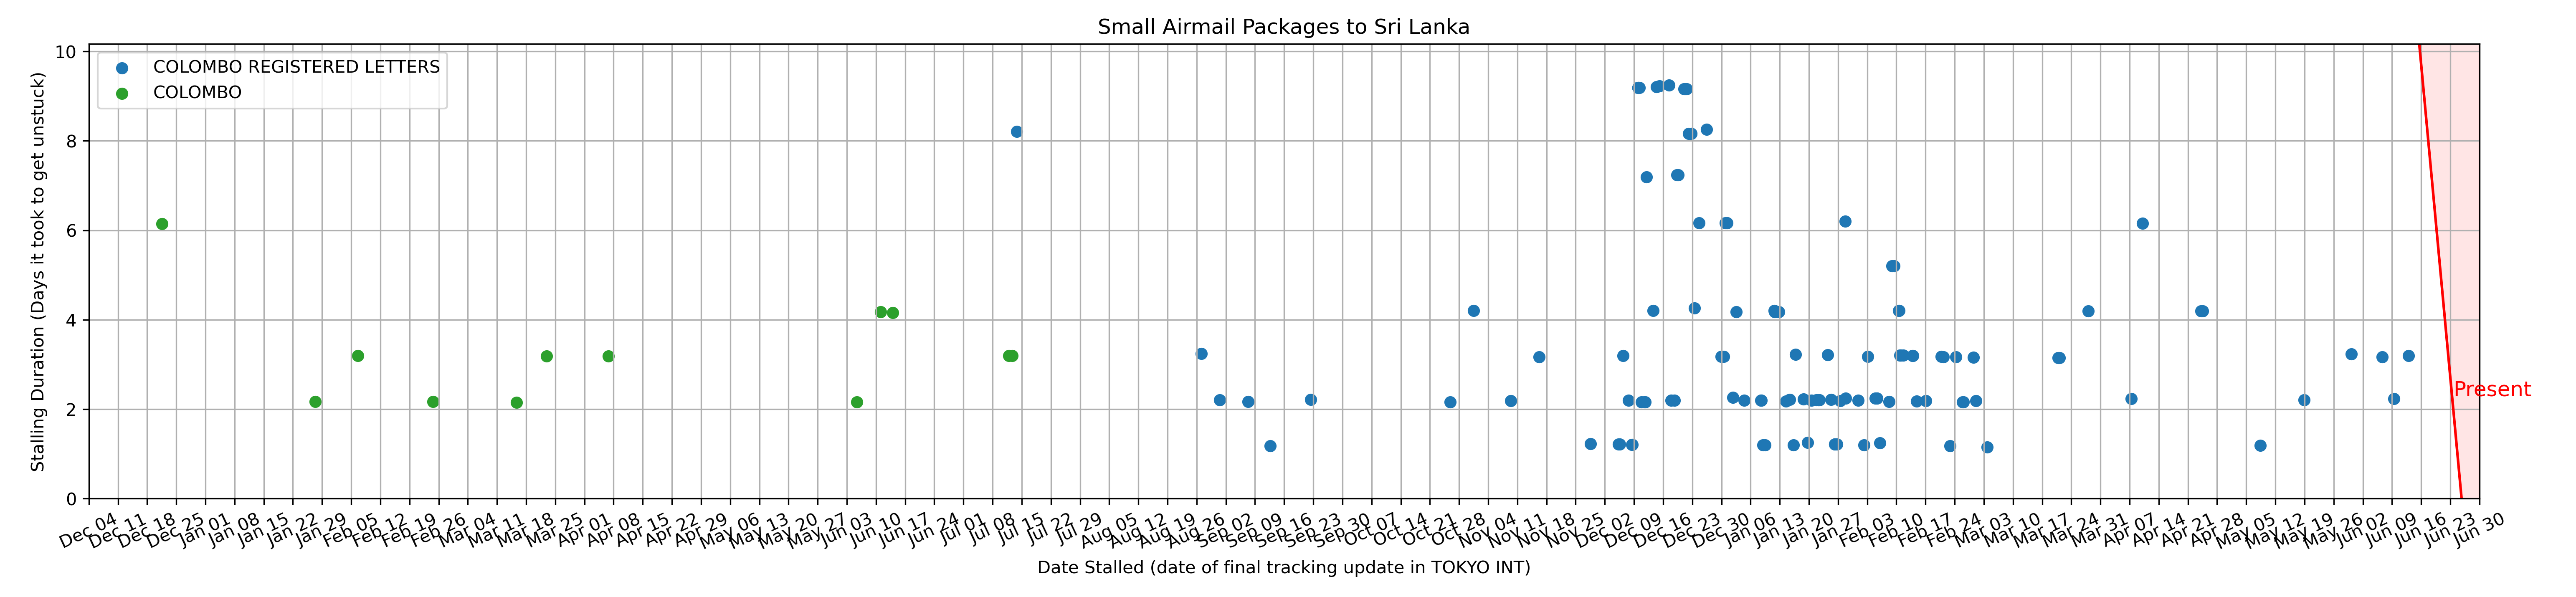 Small Airmail Packages to Sri Lanka
Stalling Duration (Days it took to get unstuck)
10
8
6
4
2
0
COLOMBO REGISTERED LETTERS
COLOMBO
Present
Dec 04
Dec 11
Dec 18
Dec 25
Jan 01
Jan 08
Jan 15
Jan 22
Jan 29
Feb 05
Feb 12
Feb 19
Feb 26
Mar 04
Mar 11
Mar 18
Mar 25
Apr 01
Apr 08
Apr 15
Apr 22
Apr 29
May 06
May 13
May 20
May 27
Jun 03
Jun 10
Jun 17
Jun 24
Jul 01
Jul 08
Jul 15
Jul 22
Jul 29
Aug 05
Aug 12
Aug 19
Aug 26
Sep 02
Sep 09
Sep 16
Sep 23
Sep 30
Oct 07
Oct 14
Oct 21
Oct 28
Nov 04
Nov 11
Nov 18
Nov 25
Dec 02
Dec 09
Dec 16
Dec 23
Dec 30
Jan 06
Jan 13
Jan 20
Jan 27
Feb 03
Feb 10
Feb 17
Feb 24
Mar 03
Mar 10
Mar 17
Mar 24
Mar 31
Apr 07
Apr 14
Apr 21
Apr 28
May 05
May 12
May 19
May 26
Jun 02
Jun 09
Jun 16
Jun 23
Jun 30
Date Stalled (date of final tracking update in TOKYO INT)